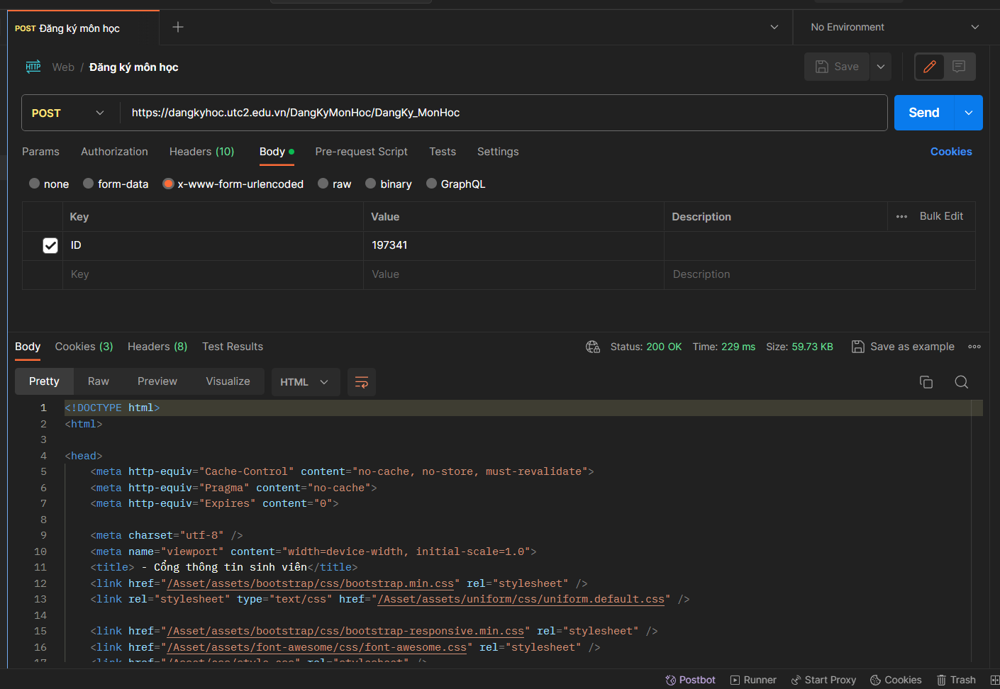 POST Đăng ký môn học
No Environment
HTTP Web / Đăng ký môn học
Save
POST
https://dangkyhoc.utc2.edu.vn/DangKyMonHoc/DangKy_MonHoc
Send
Params Authorization Headers (10) Body Pre-request Script Tests Settings
Cookies
none form-data x-www-form-urlencoded raw binary GraphQL
Key Value Description Bulk Edit
ID 197341
Key Value Description
Body Cookies (3) Headers (8) Test Results
Status: 200 OK Time: 229 ms Size: 59.73 KB Save as example
Pretty Raw Preview Visualize HTML
1 <!DOCTYPE html>
2 <html>
3
4 <head>
5 <meta http-equiv="Cache-Control" content="no-cache, no-store, must-revalidate">
6 <meta http-equiv="Pragma" content="no-cache">
7 <meta http-equiv="Expires" content="0">
8
9 <meta charset="utf-8" />
10 <meta name="viewport" content="width=device-width, initial-scale=1.0">
11 <title> - Cổng thông tin sinh viên</title>
12 <link href="/Asset/assets/bootstrap/css/bootstrap.min.css" rel="stylesheet" />
13 <link rel="stylesheet" type="text/css" href="/Asset/assets/uniform/css/uniform.default.css" />
14
15 <link href="/Asset/assets/bootstrap/css/bootstrap-responsive.min.css" rel="stylesheet" />
16 <link href="/Asset/assets/font-awesome/css/font-awesome.css" rel="stylesheet" />
17 <link href="/Asset/css/style.css" rel="stylesheet" />
Postbot Runner Start Proxy Cookies Trash